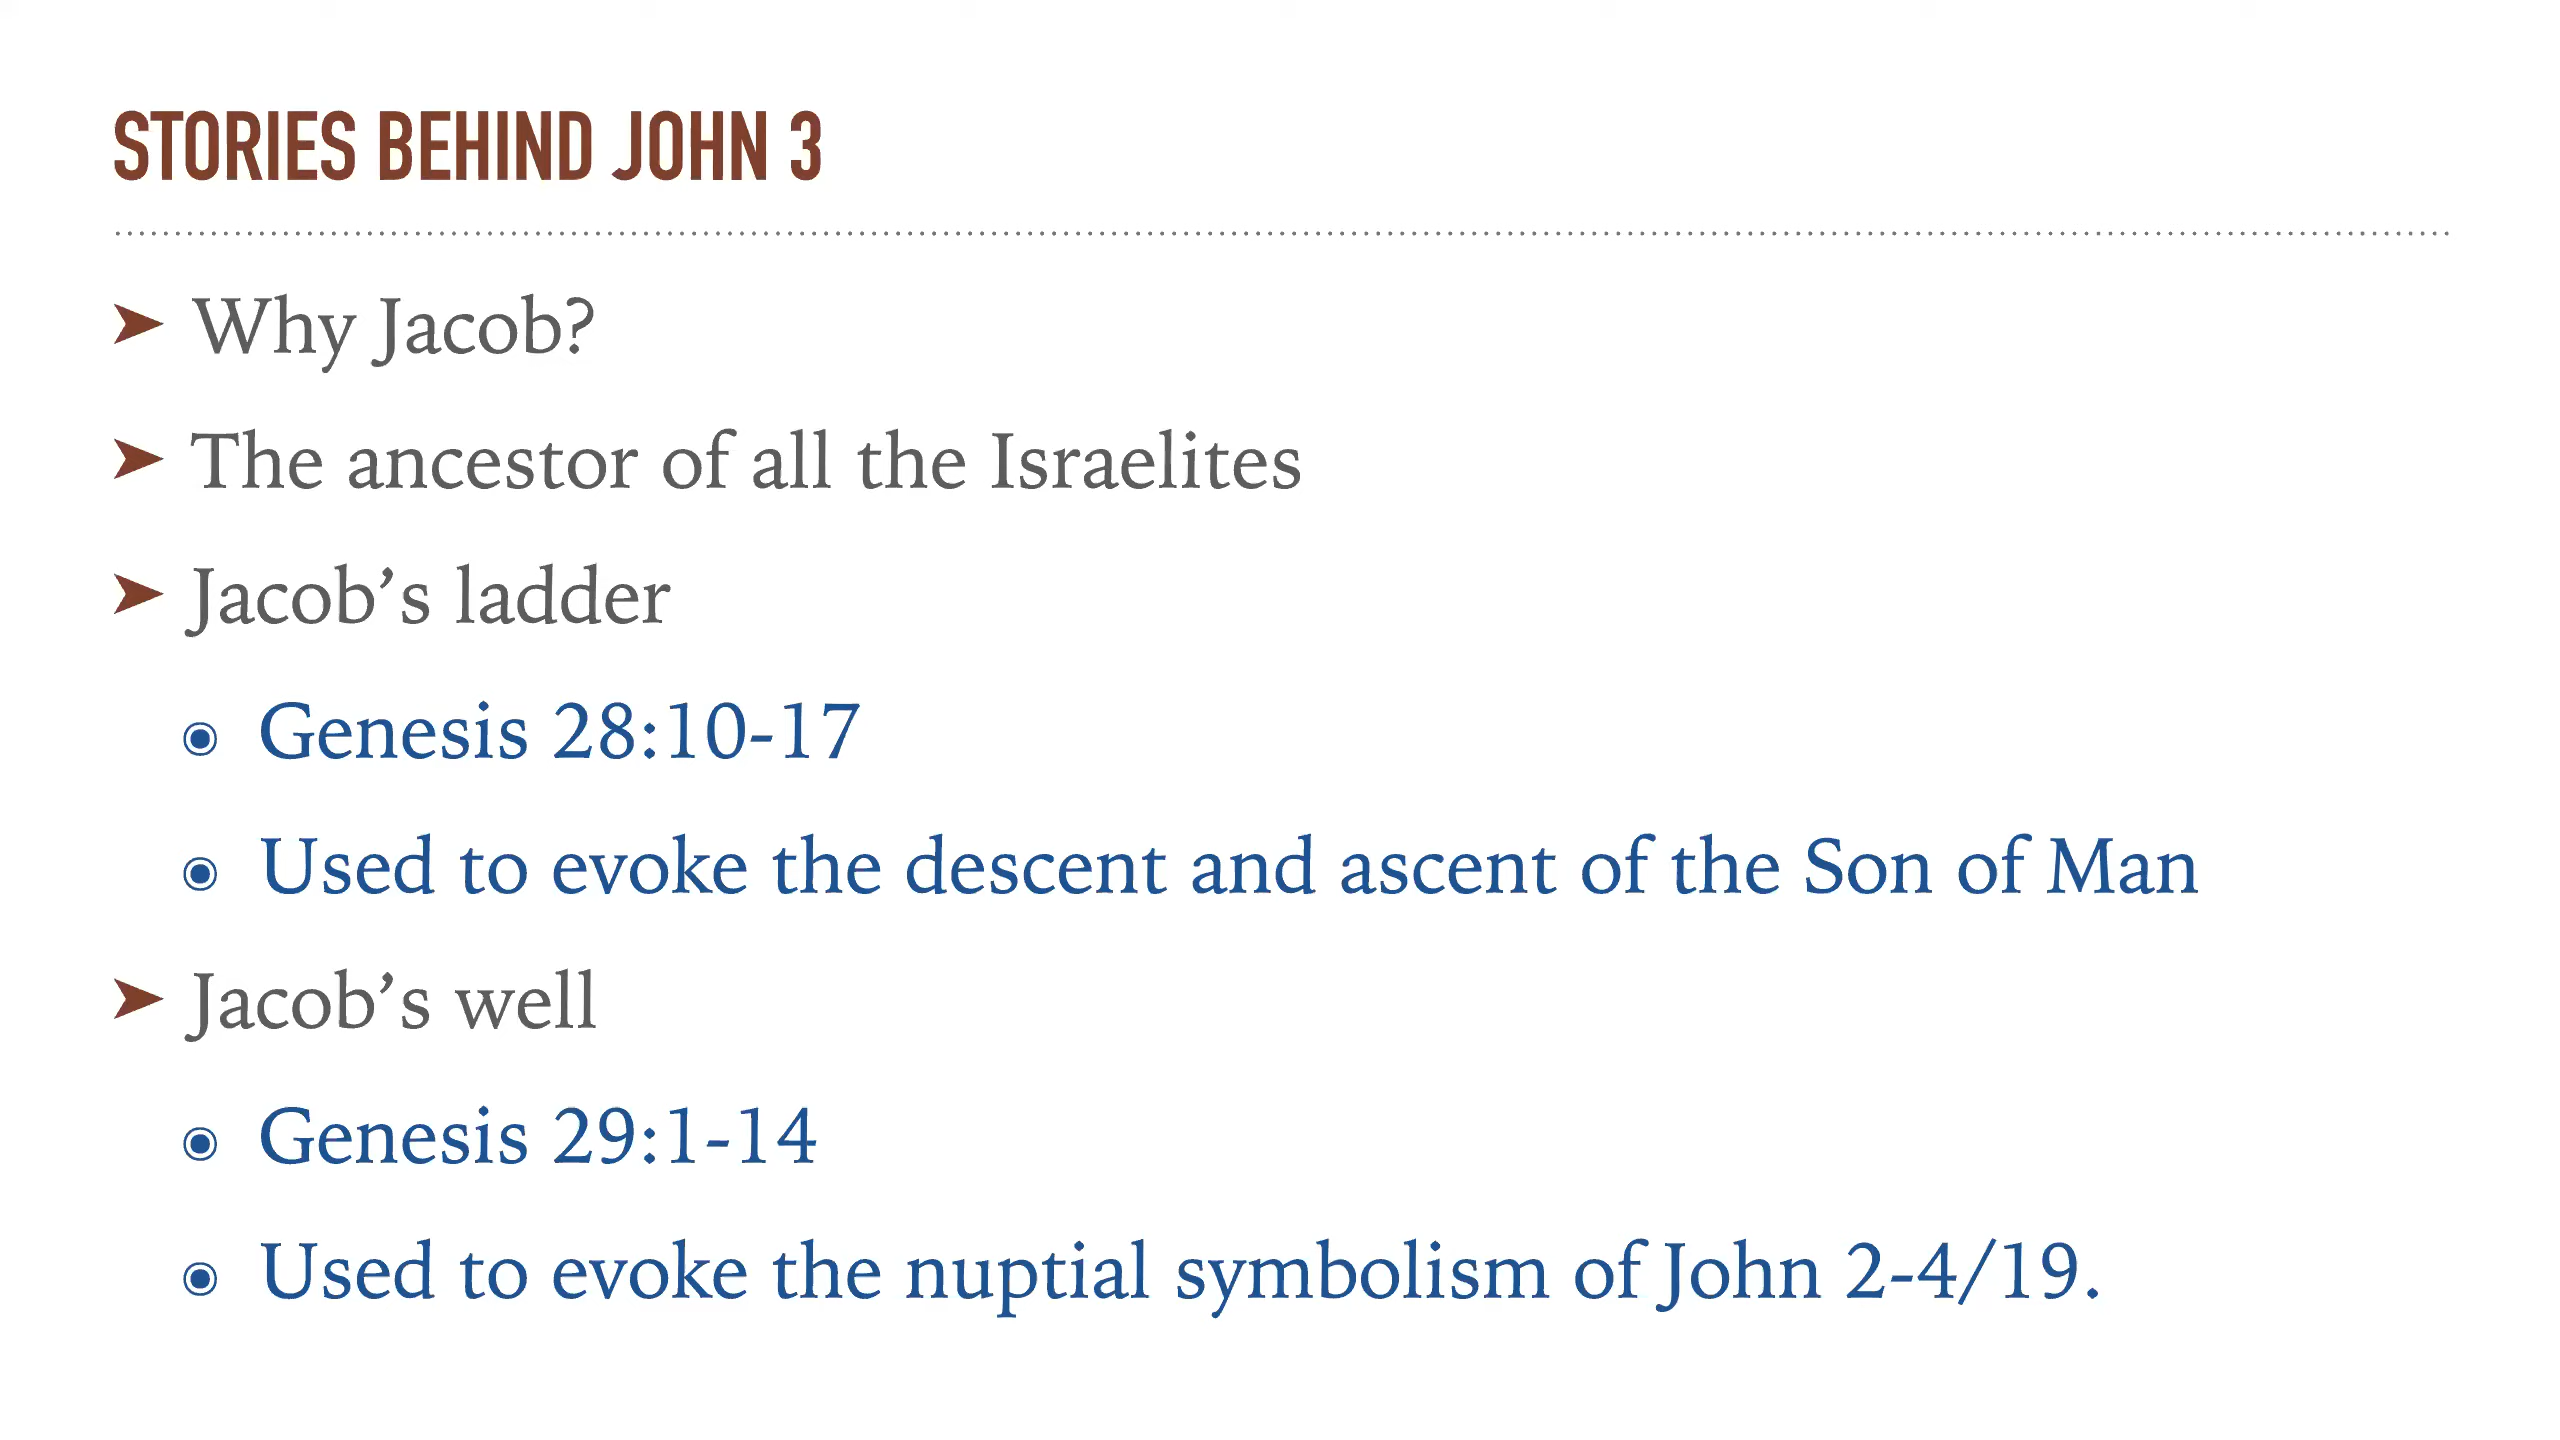 STORIES BEHIND JOHN 3
➤ Why Jacob?
➤ The ancestor of all the Israelites
➤ Jacob’s ladder
◉ Genesis 28:10-17
◉ Used to evoke the descent and ascent of the Son of Man
➤ Jacob’s well
◉ Genesis 29:1-14
◉ Used to evoke the nuptial symbolism of John 2-4/19.